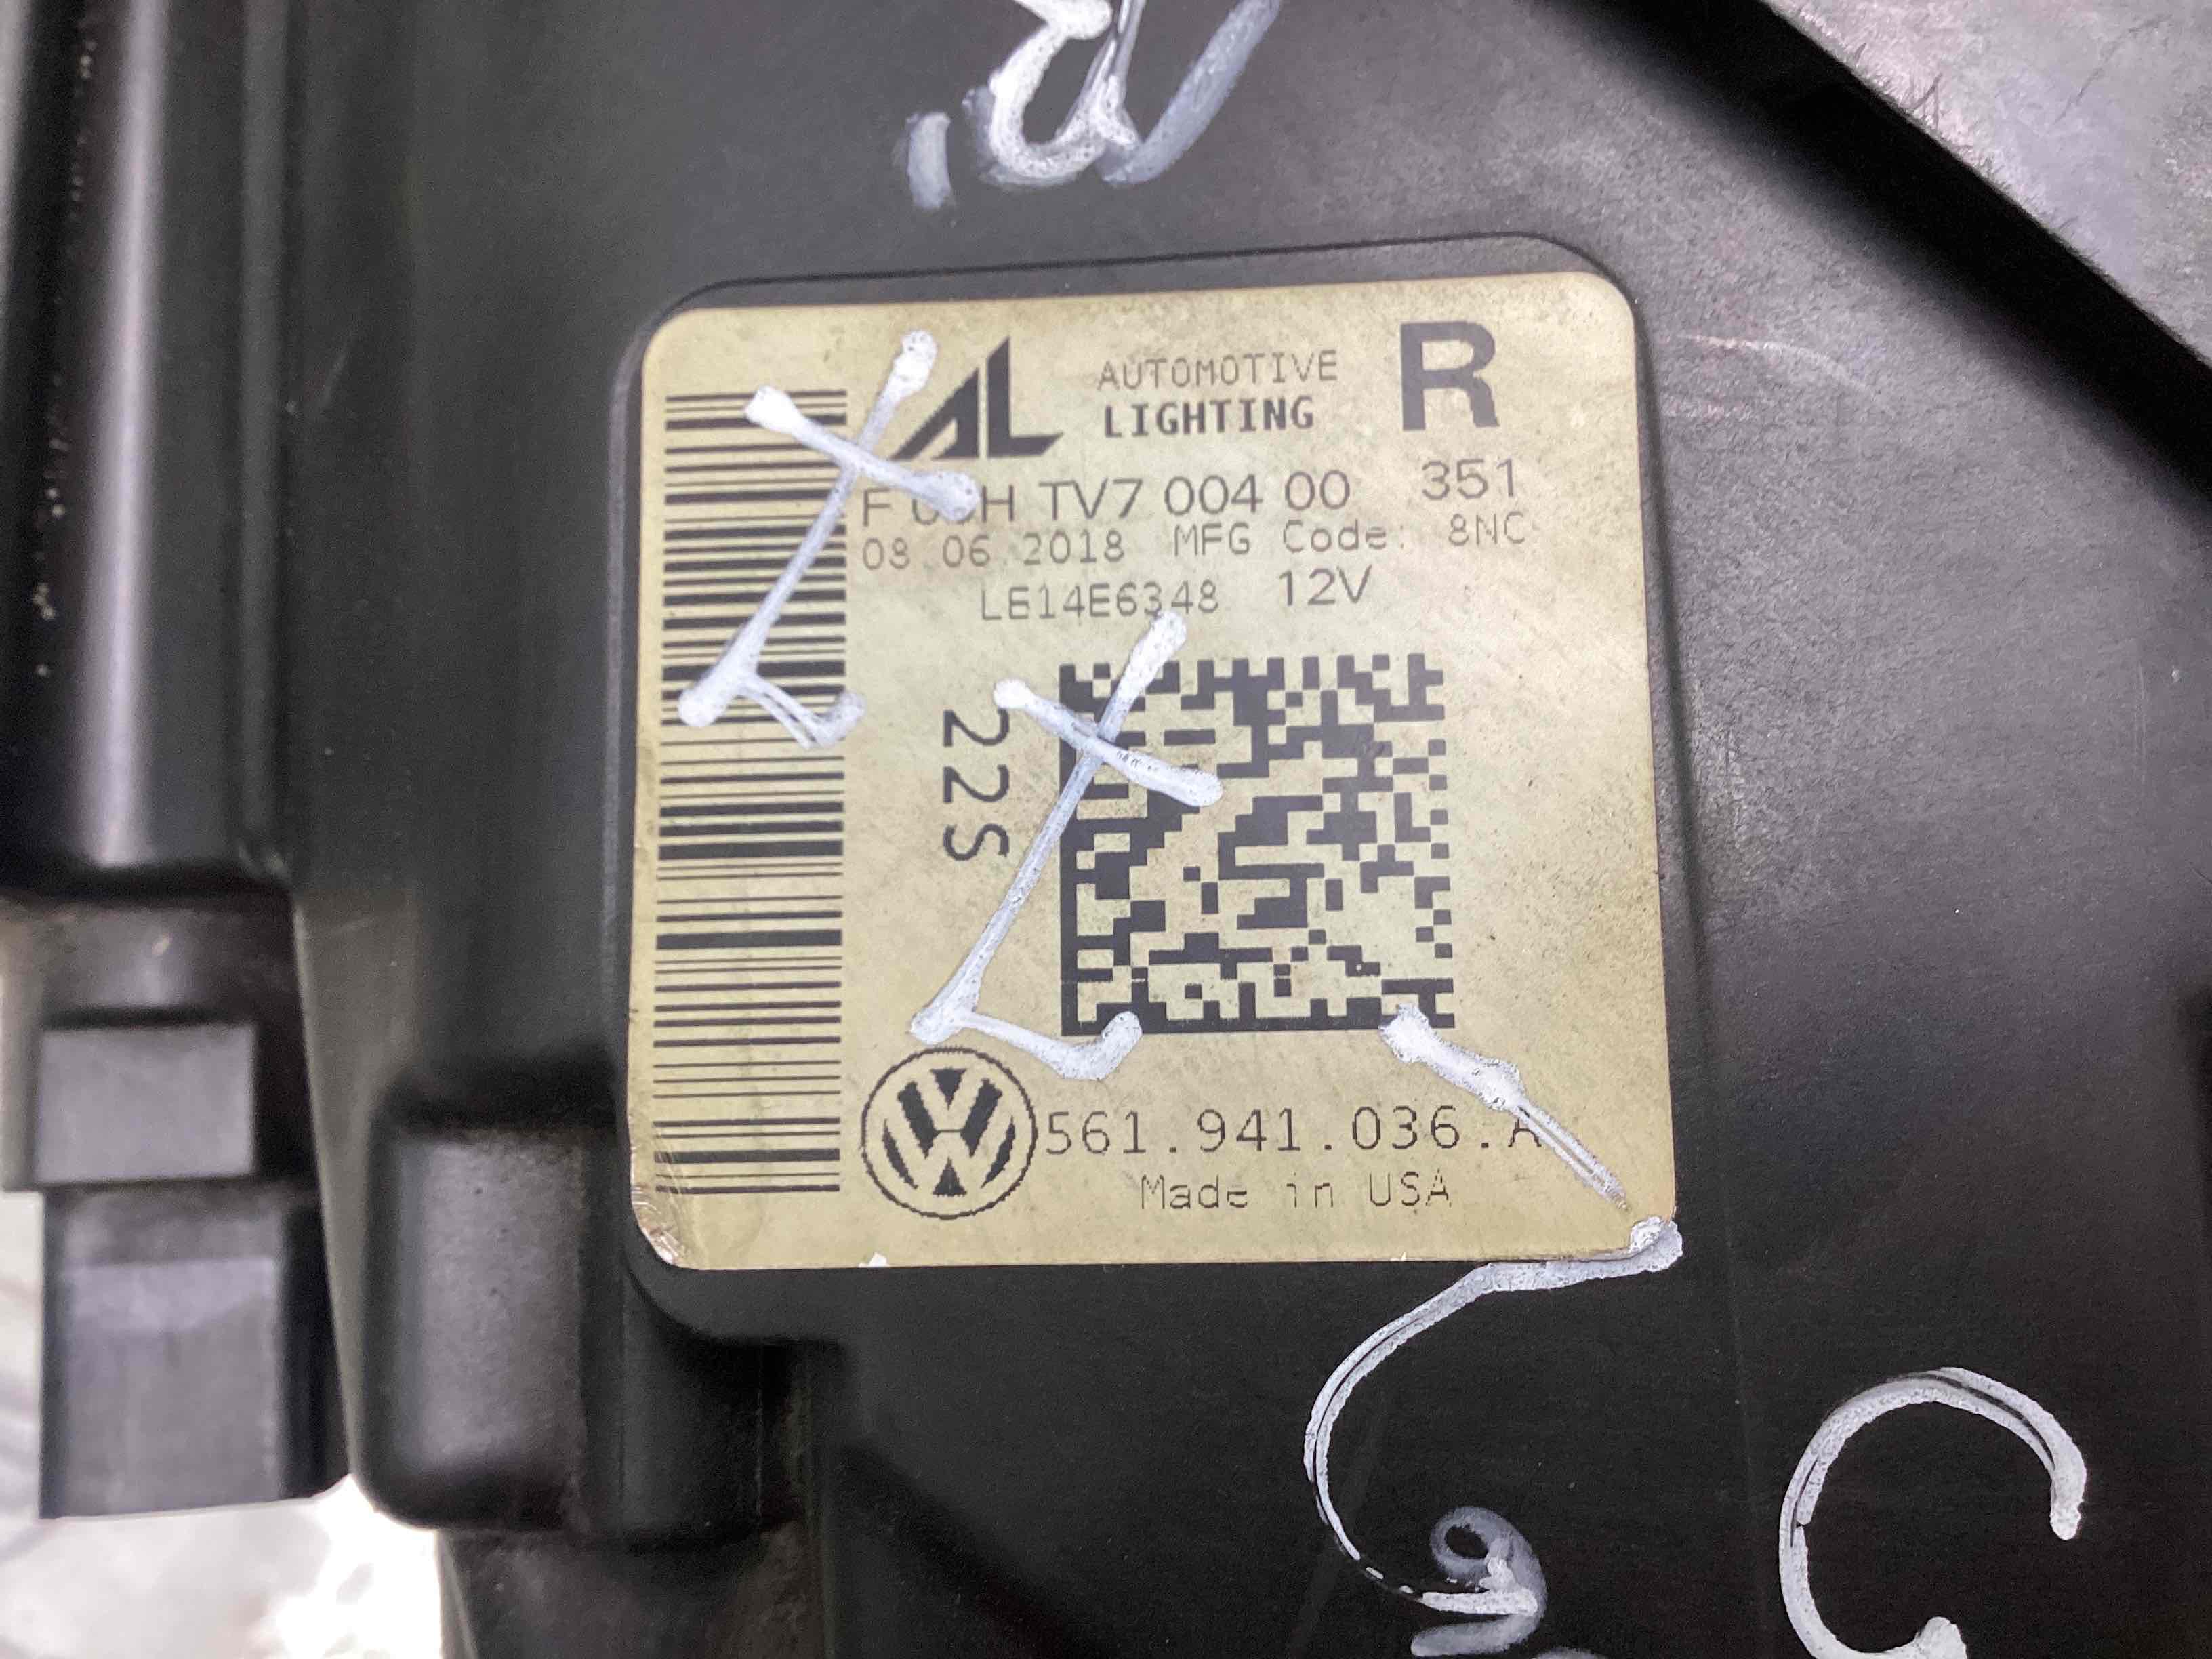 AL AUTOMOTIVE LIGHTING R
TV7 004 00 351
08.06.2018 MFG Code: 8NC
LE14E6348 12V
22S
561.941.036.A
Made in USA